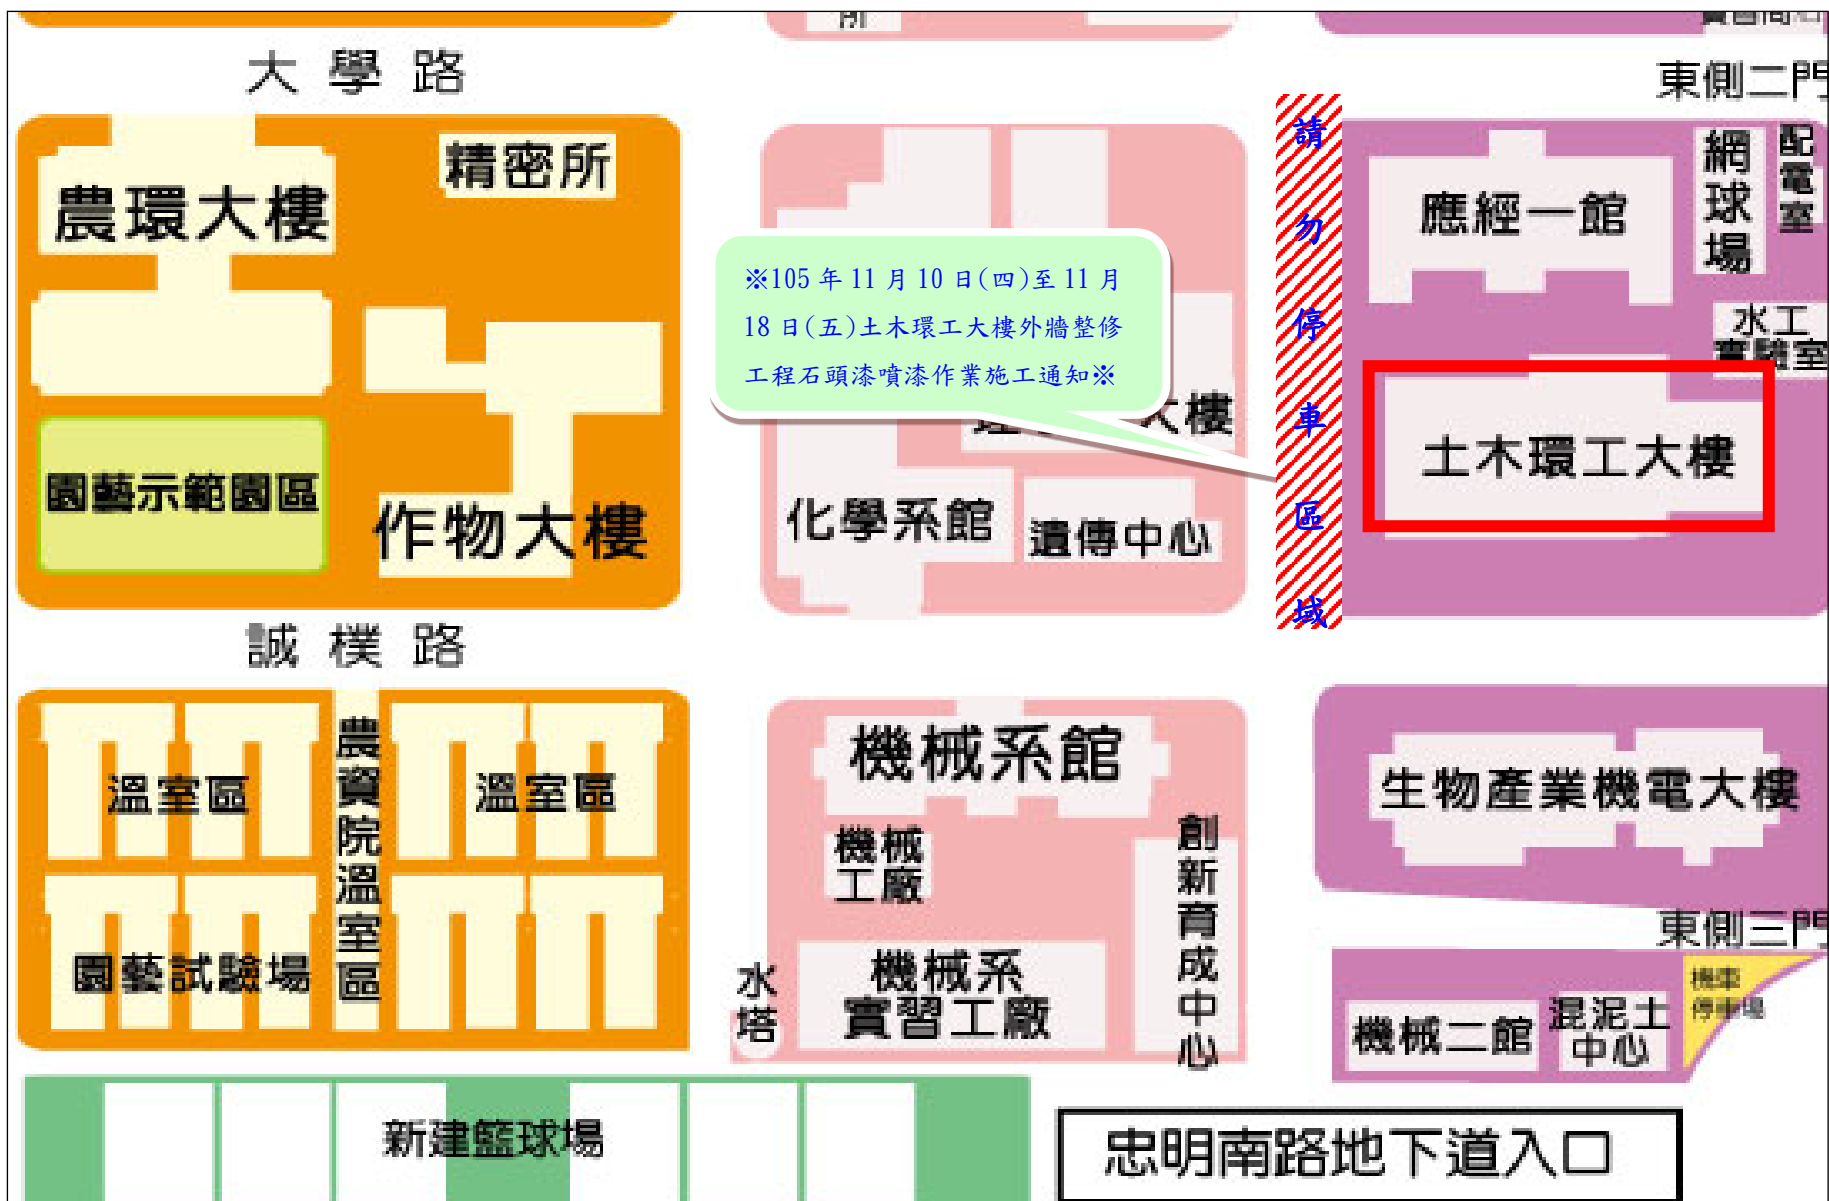 大學路
東側二門
農環大樓
精密所
請勿停車區域
應經一館
網球場
配電室
※105年11月10日(四)至11月
18日(五)土木環工大樓外牆整修
工程石頭漆噴漆作業施工通知※
水工
實驗室
大樓
土木環工大樓
園藝示範園區
作物大樓
化學系館
遺傳中心
誠樸路
溫室區
農資院溫室區
溫室區
機械系館
生物產業機電大樓
機械
工廠
創新育成中心
園藝試驗場
水塔
機械系
實習工廠
東側三門
機車
停車場
機械二館
混泥土
中心
新建籃球場
忠明南路地下道入口